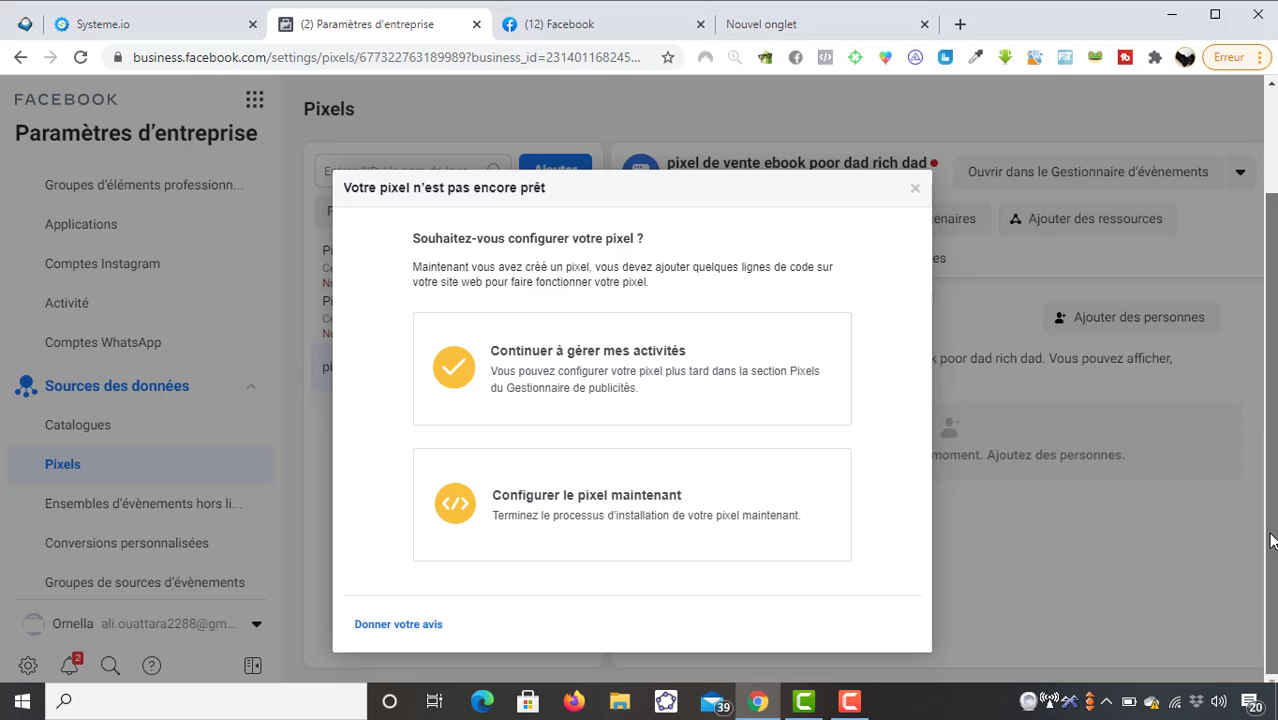 Systeme.io
(2) Paramètres d'entreprise
(12) Facebook
Nouvel onglet
business.facebook.com/settings/pixels/677322763189989?business_id=231401168245...
Erreur
FACEBOOK
Paramètres d'entreprise
Groupes d'éléments professionn...
Applications
Comptes Instagram
Activité
Comptes WhatsApp
Sources des données
Catalogues
Pixels
Ensembles d'évènements hors li...
Conversions personnalisées
Groupes de sources d'évènements
Ornella
ali.ouattara2288@gm...
2
Pixels
Ajouter
pixel de vente ebook poor dad rich dad
Ouvrir dans le Gestionnaire d'évènements
Ajouter des ressources
Ajouter des personnes
poor dad rich dad. Vous pouvez afficher,
moment. Ajoutez des personnes.
Votre pixel n'est pas encore prêt
Souhaitez-vous configurer votre pixel ?
Maintenant vous avez créé un pixel, vous devez ajouter quelques lignes de code sur
votre site web pour faire fonctionner votre pixel.
Continuer à gérer mes activités
Vous pouvez configurer votre pixel plus tard dans la section Pixels
du Gestionnaire de publicités.
Configurer le pixel maintenant
Terminez le processus d'installation de votre pixel maintenant.
Donner votre avis
39
20